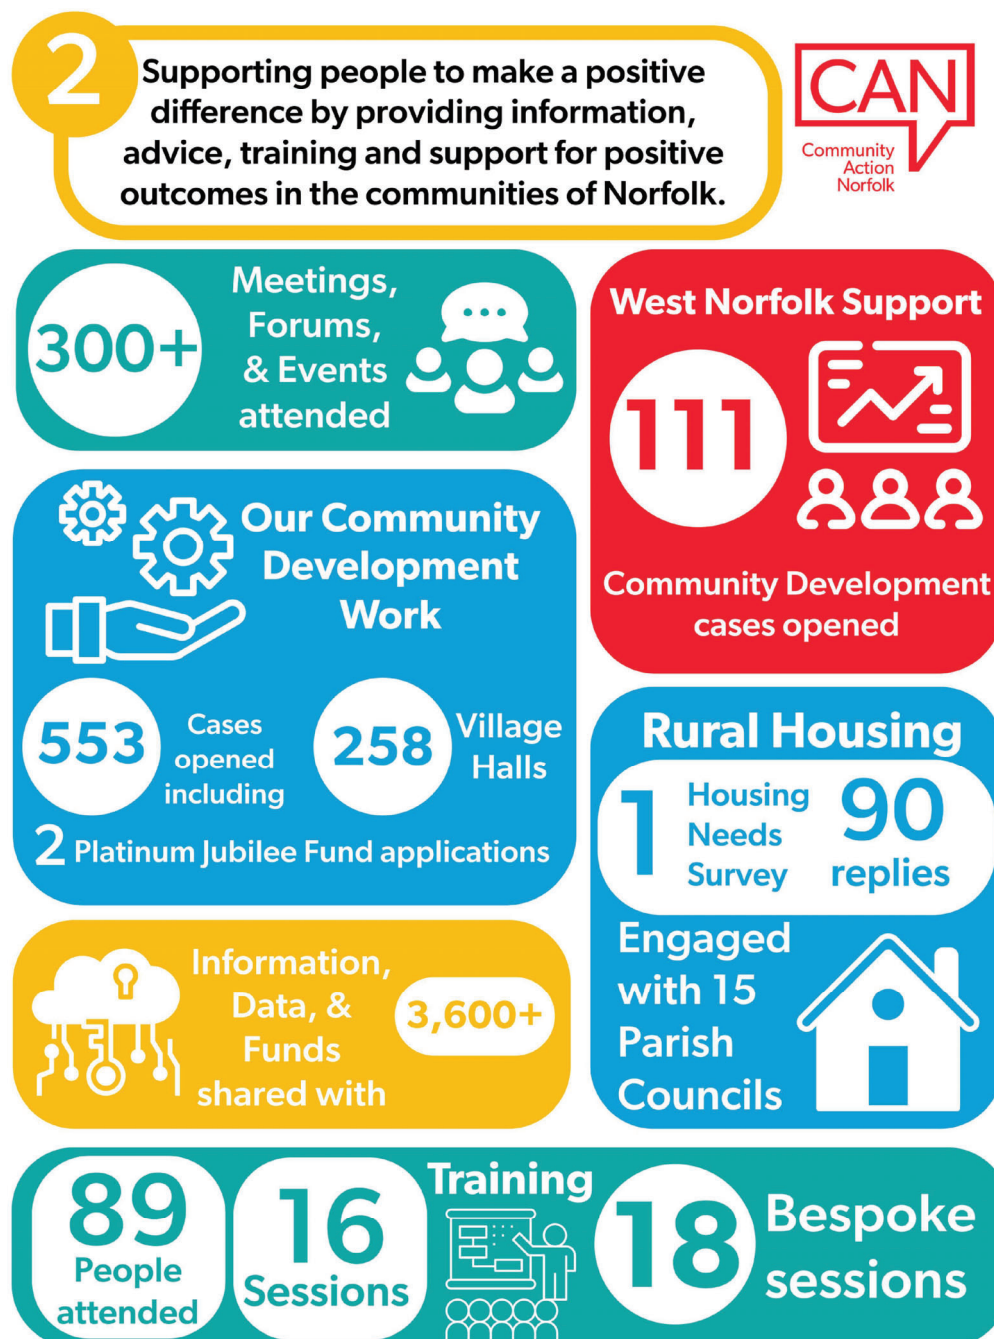 2
Supporting people to make a positive
difference by providing information,
advice, training and support for positive
outcomes in the communities of Norfolk.
CAN
Community
Action
Norfolk
300+
Meetings,
Forums,
& Events
attended
West Norfolk Support
111
Community Development
cases opened
Our Community
Development
Work
553
Cases
opened
including
258
Village
Halls
2 Platinum Jubilee Fund applications
Rural Housing
1
Housing
Needs
Survey
90
replies
Engaged
with 15
Parish
Councils
Information,
Data, &
Funds
shared with
3,600+
89
People
attended
16
Sessions
Training
18
Bespoke
sessions